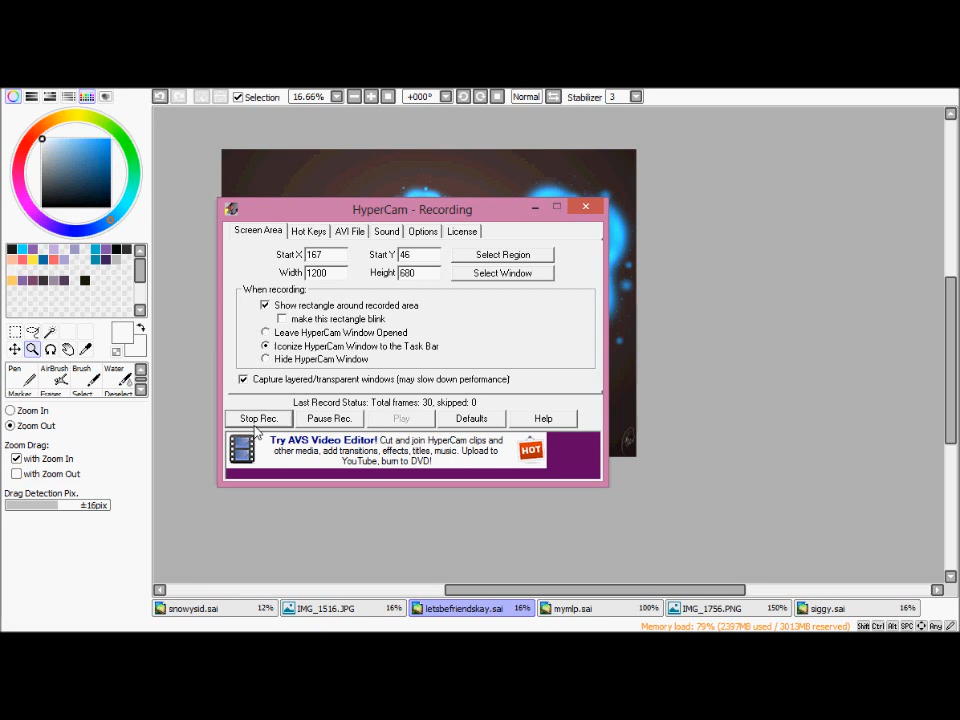 Selection 16.66% +000° Normal Stabilizer 3
HyperCam - Recording
Screen Area Hot Keys AVI File Sound Options License
Start X 167 Start Y 46 Select Region
Width 1200 Height 680 Select Window
When recording:
Show rectangle around recorded area
make this rectangle blink
Leave HyperCam Window Opened
Iconize HyperCam Window to the Task Bar
Hide HyperCam Window
Capture layered/transparent windows (may slow down performance)
Last Record Status: Total frames: 30, skipped: 0
Stop Rec. Pause Rec. Play Defaults Help
Try AVS Video Editor! Cut and join HyperCam clips and
other media, add transitions, effects, titles, music. Upload to
YouTube, burn to DVD!
HOT
Pen AirBrush Brush Water
Marker Eraser Select Deselect
Zoom In
Zoom Out
Zoom Drag:
with Zoom In
with Zoom Out
Drag Detection Pix.
±16pix
snowysid.sai 12% IMG_1516.JPG 16% letsbefriendskay.sai 16% mymlp.sai 100% IMG_1756.PNG 150% siggy.sai 16%
Memory load: 79% (2397MB used / 3013MB reserved) Shift Ctrl Alt SPC Any